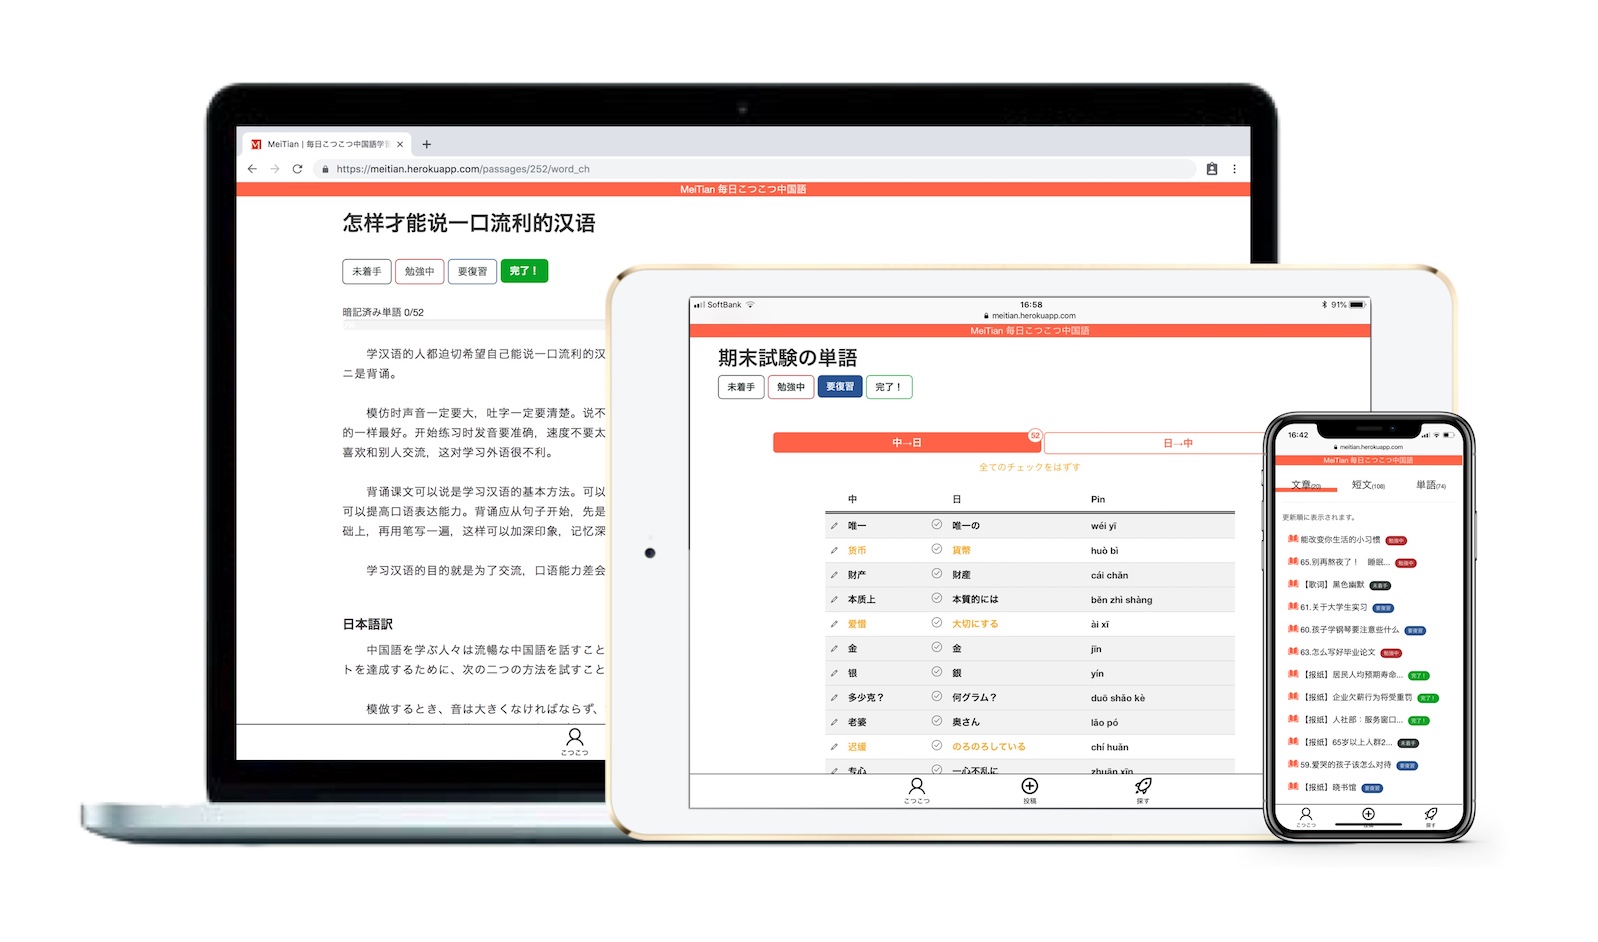 MeiTian | 毎日こつこつ中国語学
https://meitian.herokuapp.com/passages/252/word_ch
MeiTian 毎日こつこつ中国語
怎样才能说一口流利的汉语
未着手 勉強中 要復習 完了！
暗記済み単語 0/52
学汉语的人都迫切希望自己能说一口流利的汉
二是背诵。
模仿时声音一定要大，吐字一定要清楚。说不
的一样最好。开始练习时发音要准确，速度不要太
喜欢和别人交流，这对学习外语很不利。
背诵课文可以说是学习汉语的基本方法。可以
可以提高口语表达能力。背诵应从句子开始，先是
础上，再用笔写一遍，这样可以加深印象，记忆深
学习汉语的目的就是为了交流，口语能力差会
日本語訳
中国語を学ぶ人々は流暢な中国語を話すこと
トを達成するために、次の二つの方法を試すこと
模倣するとき、音は大きくなければならず、
こつこつ
SoftBank 16:58 91%
meitian.herokuapp.com
MeiTian 毎日こつこつ中国語
期末試験の単語
未着手 勉強中 要復習 完了！
中→日 52 日→中
全てのチェックをはずす
中 日 Pin
唯一 唯一の wéi yī
货币 貨幣 huò bì
财产 財産 cái chǎn
本质上 本質的には běn zhì shàng
爱惜 大切にする ài xī
金 金 jīn
银 銀 yín
多少克？ 何グラム？ duō shǎo kè
老婆 奥さん lǎo pó
迟缓 のろのろしている chí huǎn
专心 一心不乱に zhuān xīn
こつこつ 投稿 探す
16:42
meitian.herokuapp.com
MeiTian 毎日こつこつ中国語
文章(20) 短文(108) 単語(74)
更新順に表示されます。
能改变你生活的小习惯 勉強中
65.别再熬夜了！ 睡眠... 勉強中
【歌词】黑色幽默 未着手
61.关于大学生实习 要復習
60.孩子学钢琴要注意些什么 要復習
63.怎么写好毕业论文 勉強中
【报纸】居民人均预期寿命... 完了！
【报纸】企业欠薪行为将受重罚 完了！
【报纸】人社部：服务窗口... 完了！
【报纸】65岁以上人群2... 未着手
59.爱哭的孩子该怎么对待 要復習
【报纸】晓书馆 要復習
こつこつ 探す